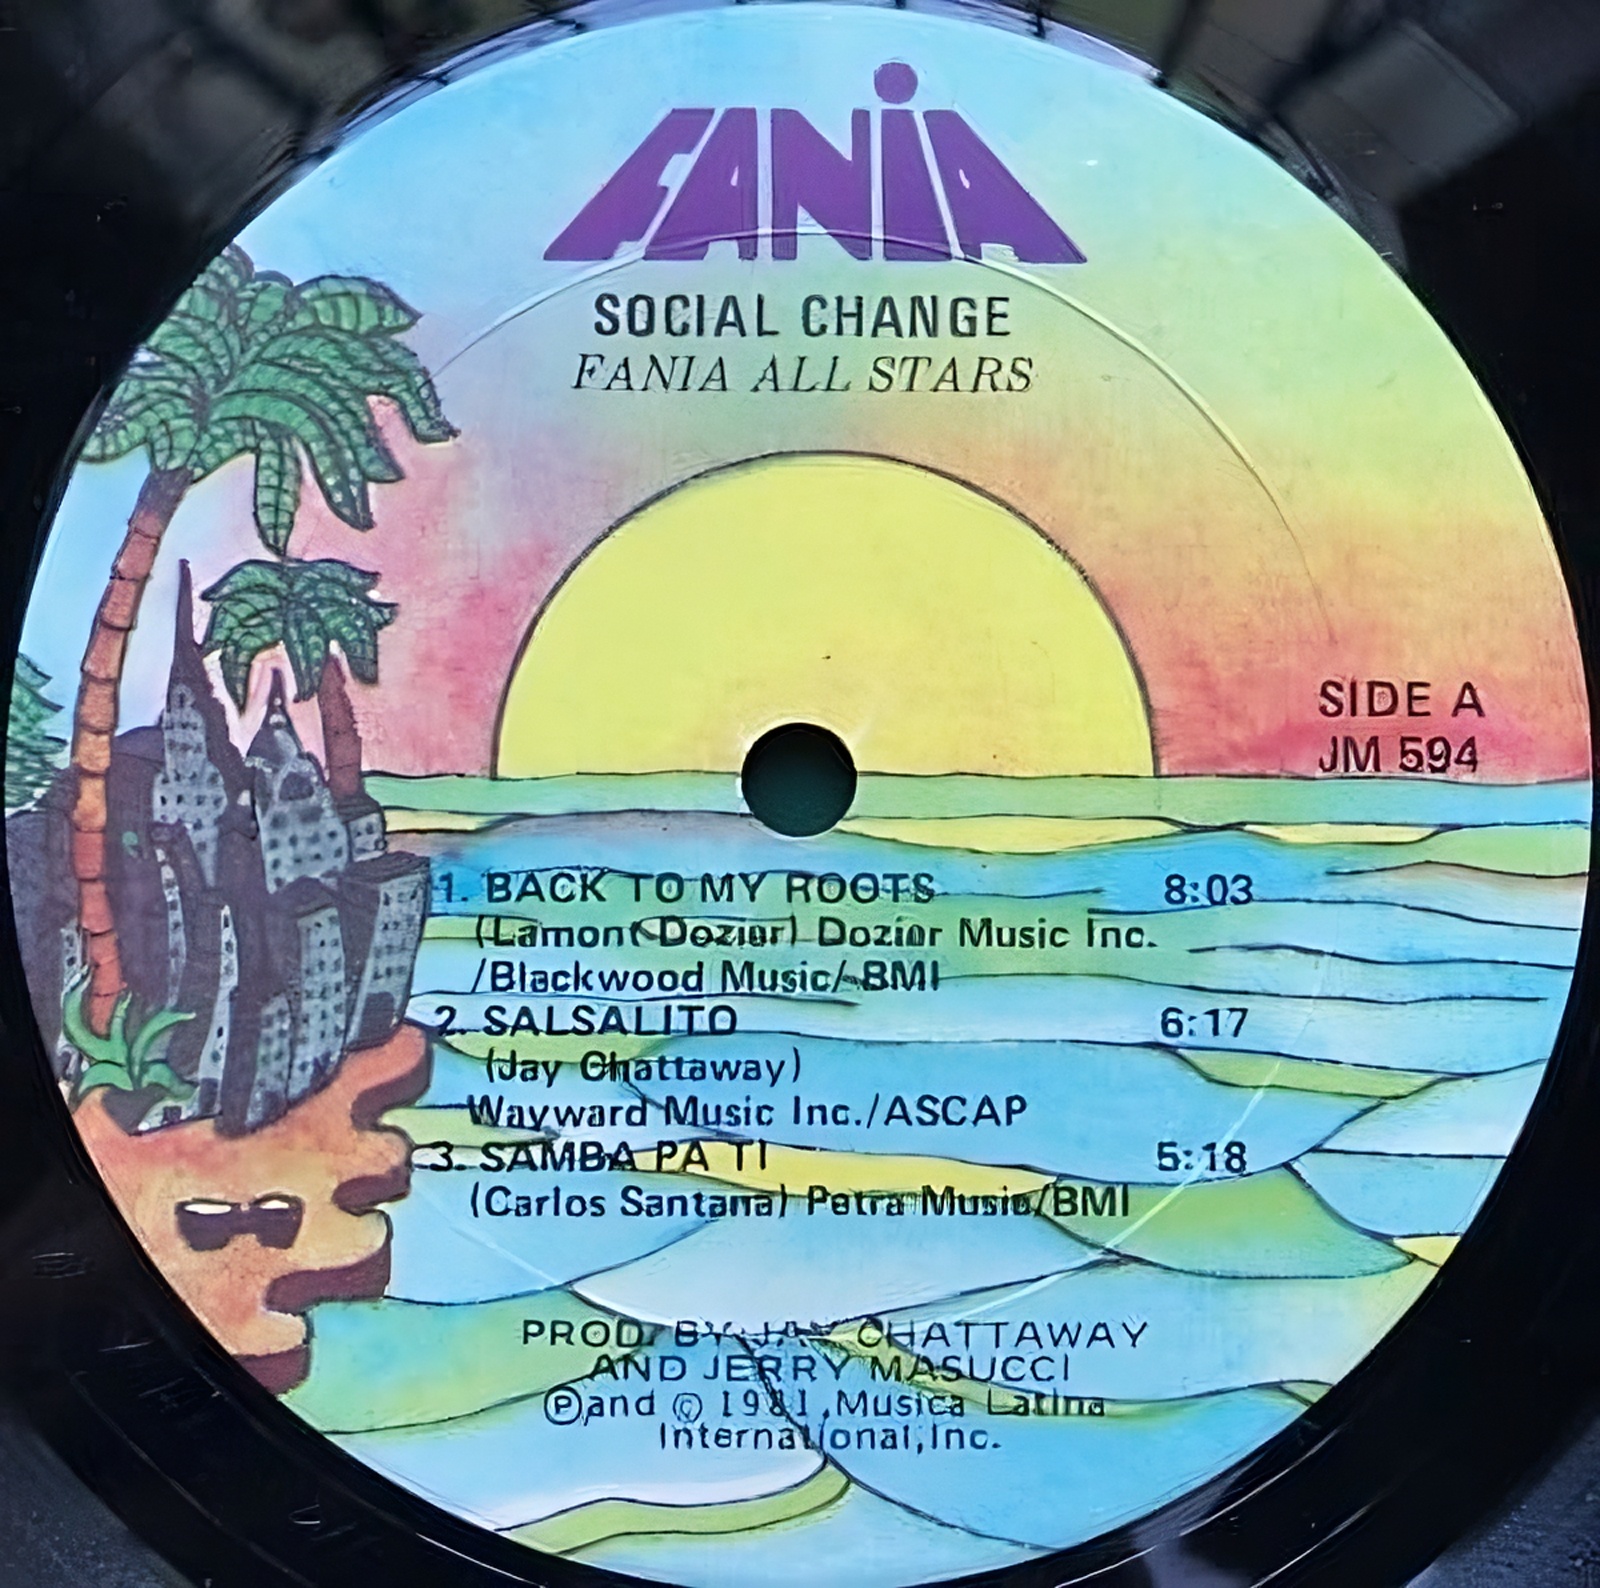 FANiA
SOCIAL CHANGE
FANIA ALL STARS
SIDE A
JM 594
1. BACK TO MY ROOTS 8:03
(Lamont Dozier) Dozier Music Inc.
/Blackwood Music/ BMI
2. SALSALITO 6:17
(Jay Chattaway)
Wayward Music Inc./ASCAP
3. SAMBA PA TI 5:18
(Carlos Santana) Petra Music/BMI
PROD. BY JAY CHATTAWAY
AND JERRY MASUCCI
Ⓟ and © 1981, Musica Latina
International, Inc.